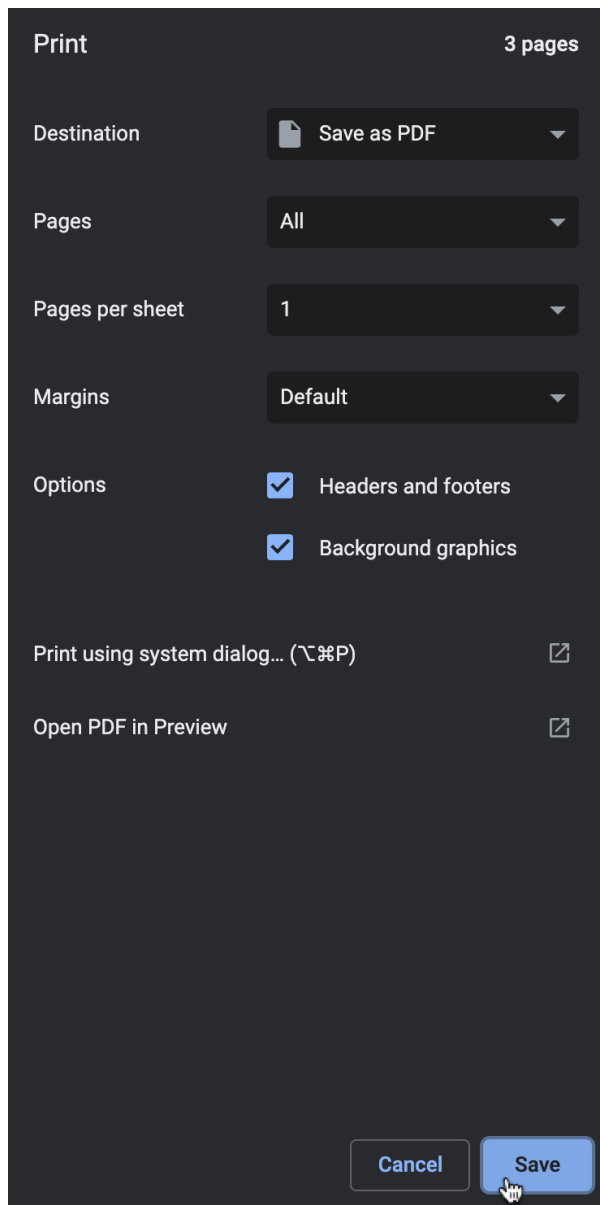 Print 3 pages
Destination Save as PDF
Pages All
Pages per sheet 1
Margins Default
Options Headers and footers
Background graphics
Print using system dialog... (⌥⌘P)
Open PDF in Preview
Cancel Save